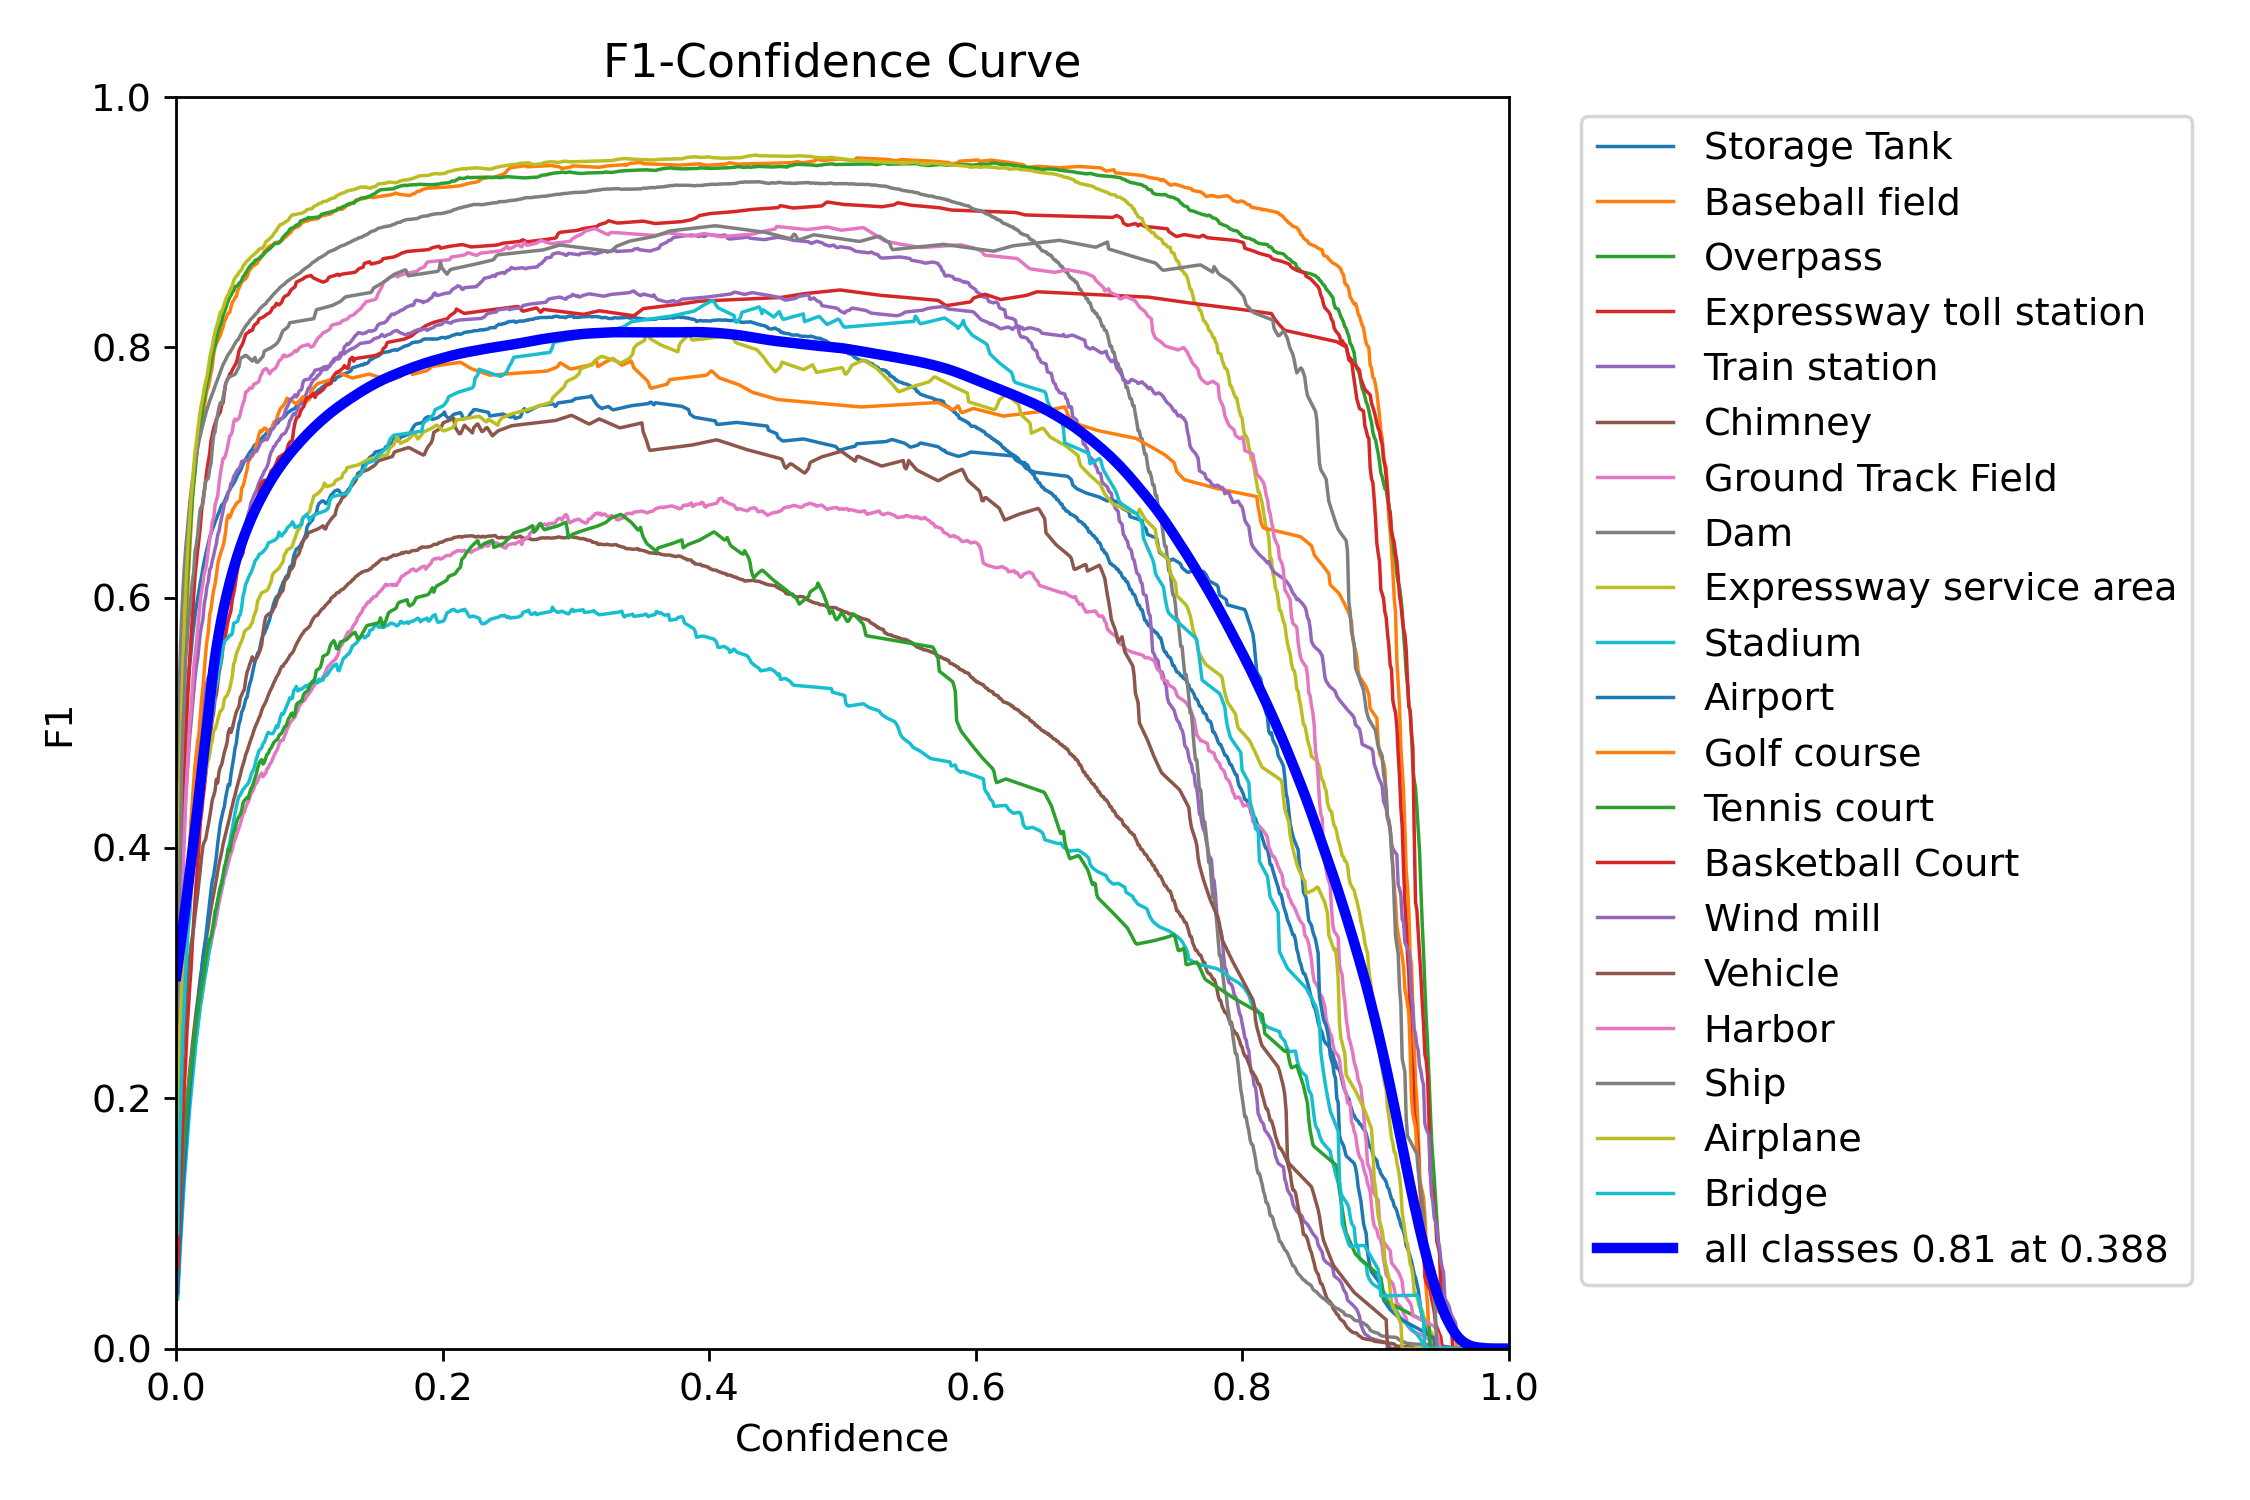 F1-Confidence Curve
1.0
0.8
0.6
0.4
0.2
0.0
F1
0.0 0.2 0.4 0.6 0.8 1.0
Confidence
Storage Tank
Baseball field
Overpass
Expressway toll station
Train station
Chimney
Ground Track Field
Dam
Expressway service area
Stadium
Airport
Golf course
Tennis court
Basketball Court
Wind mill
Vehicle
Harbor
Ship
Airplane
Bridge
all classes 0.81 at 0.388